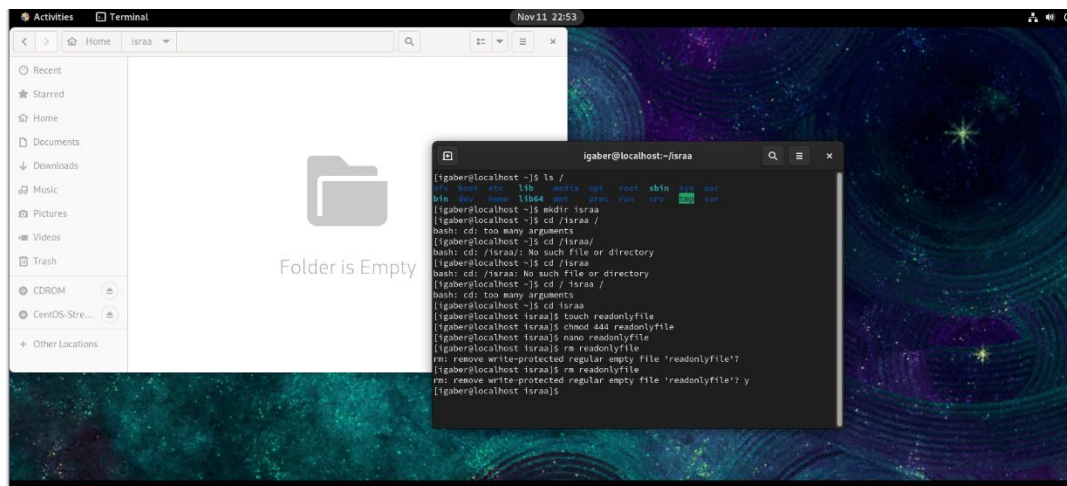 Activities Terminal Nov 11 22:53
Home israa
Recent
Starred
Home
Documents
Downloads
Music
Pictures
Videos
Trash
CDROM
CentOS-Stre...
Other Locations
Folder is Empty
igaber@localhost:~/israa
[igaber@localhost ~]$ ls /
afs boot etc lib media opt root sbin sys usr
bin dev home lib64 mnt proc run srv tmp var
[igaber@localhost ~]$ mkdir israa
[igaber@localhost ~]$ cd /israa /
bash: cd: too many arguments
[igaber@localhost ~]$ cd /israa/
bash: cd: /israa/: No such file or directory
[igaber@localhost ~]$ cd /israa
bash: cd: /israa: No such file or directory
[igaber@localhost ~]$ cd / israa /
bash: cd: too many arguments
[igaber@localhost ~]$ cd israa
[igaber@localhost israa]$ touch readonlyfile
[igaber@localhost israa]$ chmod 444 readonlyfile
[igaber@localhost israa]$ nano readonlyfile
[igaber@localhost israa]$ rm readonlyfile
rm: remove write-protected regular empty file 'readonlyfile'?
[igaber@localhost israa]$ rm readonlyfile
rm: remove write-protected regular empty file 'readonlyfile'? y
[igaber@localhost israa]$